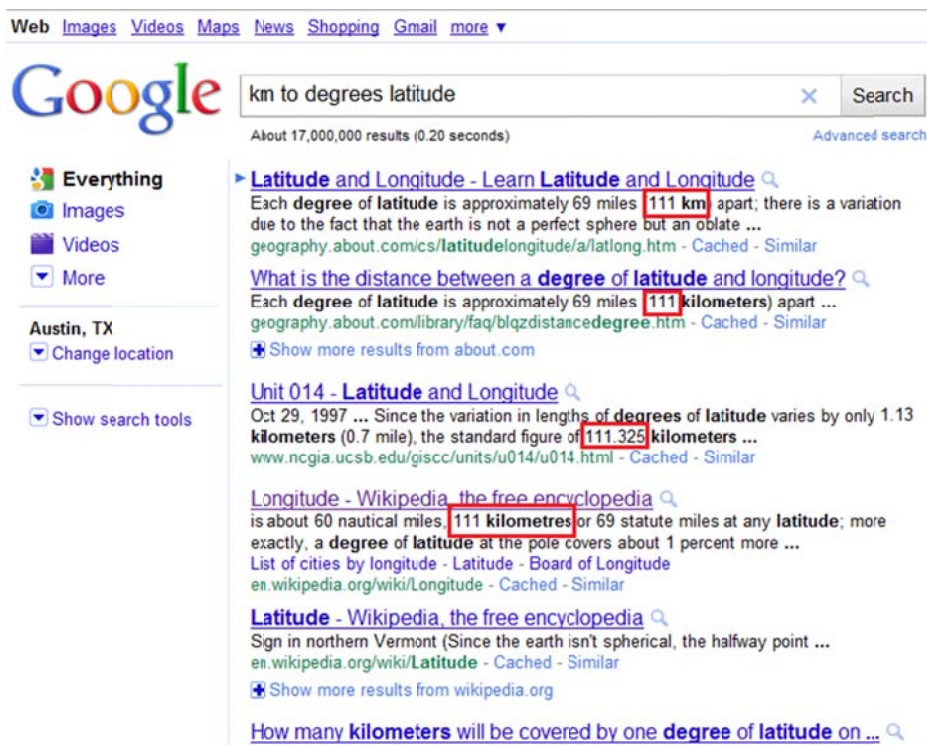 Web Images Videos Maps News Shopping Gmail more ▼
Google
km to degrees latitude × Search
About 17,000,000 results (0.20 seconds) Advanced search
Everything
Images
Videos
More
Austin, TX
Change location
Show search tools
Latitude and Longitude - Learn Latitude and Longitude
Each degree of latitude is approximately 69 miles (111 km) apart; there is a variation
due to the fact that the earth is not a perfect sphere but an oblate ...
geography.about.com/cs/latitudelongitude/a/latlong.htm - Cached - Similar
What is the distance between a degree of latitude and longitude?
Each degree of latitude is approximately 69 miles (111 kilometers) apart ...
geography.about.com/library/faq/blqzdistancedegree.htm - Cached - Similar
Show more results from about.com
Unit 014 - Latitude and Longitude
Oct 29, 1997 ... Since the variation in lengths of degrees of latitude varies by only 1.13
kilometers (0.7 mile), the standard figure of 111.325 kilometers ...
www.ncgia.ucsb.edu/giscc/units/u014/u014.html - Cached - Similar
Longitude - Wikipedia, the free encyclopedia
is about 60 nautical miles, 111 kilometres or 69 statute miles at any latitude; more
exactly, a degree of latitude at the pole covers about 1 percent more ...
List of cities by longitude - Latitude - Board of Longitude
en.wikipedia.org/wiki/Longitude - Cached - Similar
Latitude - Wikipedia, the free encyclopedia
Sign in northern Vermont (Since the earth isn't spherical, the halfway point ...
en.wikipedia.org/wiki/Latitude - Cached - Similar
Show more results from wikipedia.org
How many kilometers will be covered by one degree of latitude on ...